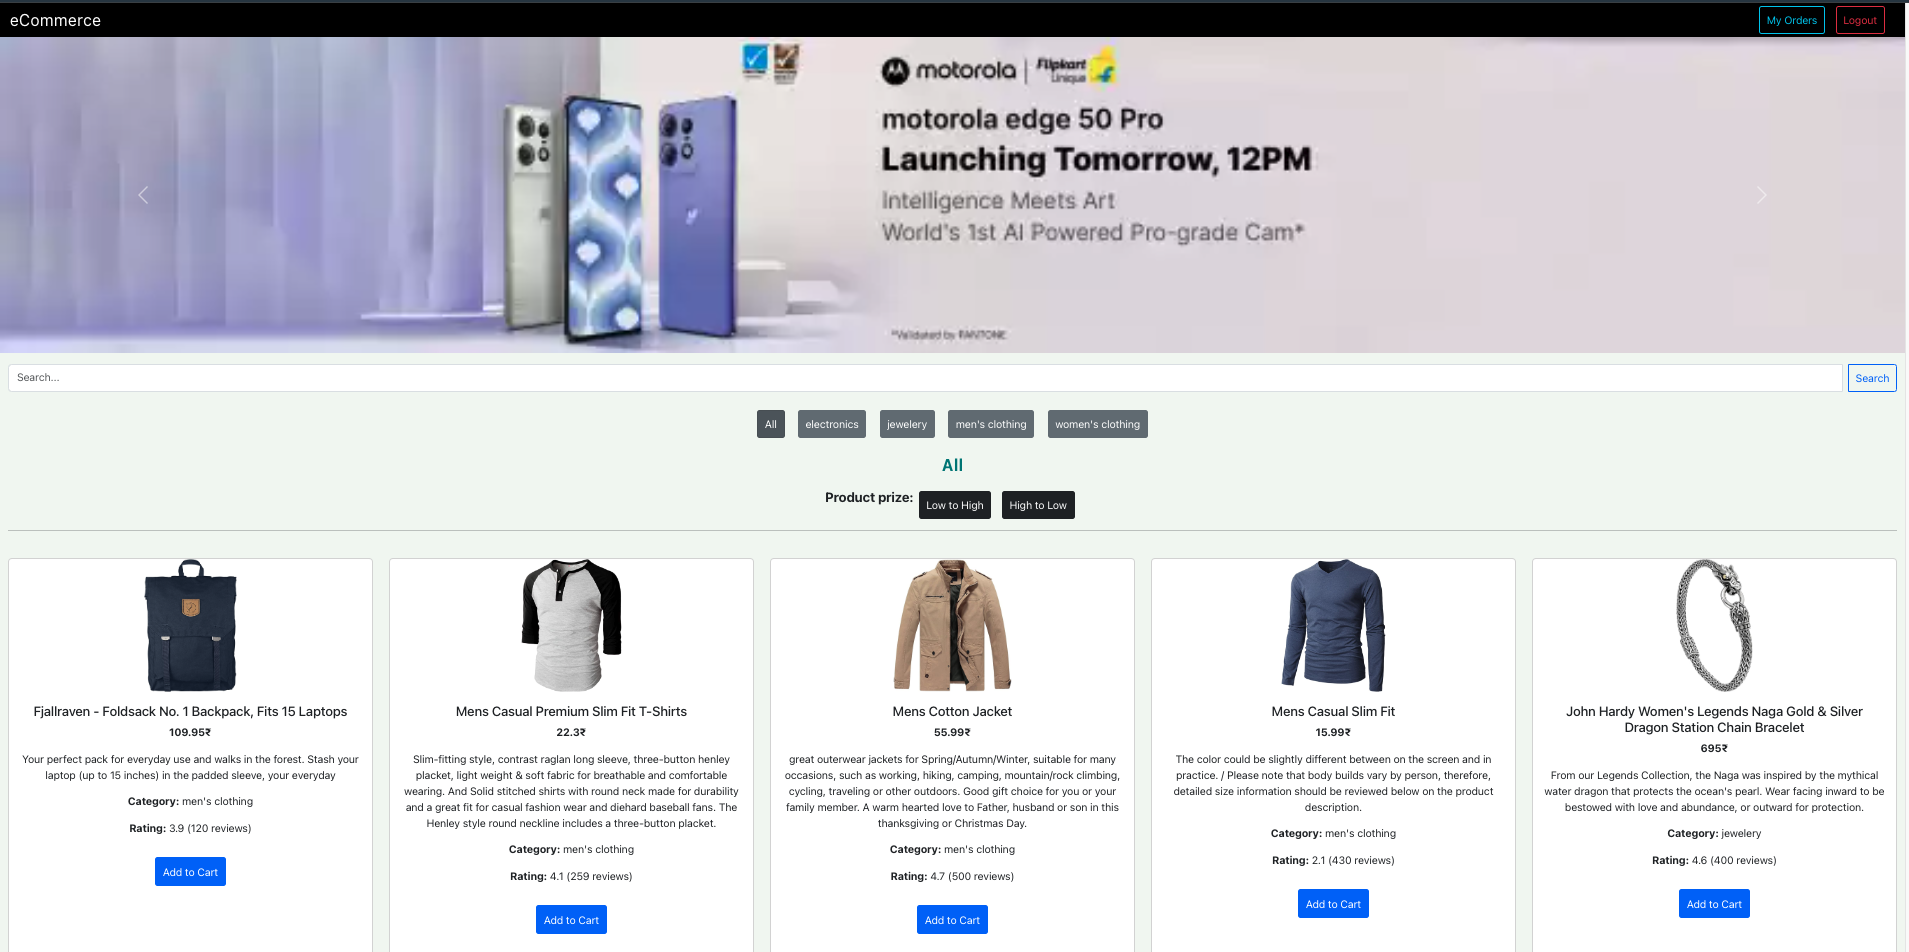 eCommerce
My Orders
Logout
motorola | Flipkart Unique
motorola edge 50 Pro
Launching Tomorrow, 12PM
Intelligence Meets Art
World's 1st AI Powered Pro-grade Cam*
*Validated by PANTONE
Search...
Search
All
electronics
jewelery
men's clothing
women's clothing
All
Product prize:
Low to High
High to Low
Fjallraven - Foldsack No. 1 Backpack, Fits 15 Laptops
109.95₹
Your perfect pack for everyday use and walks in the forest. Stash your
laptop (up to 15 inches) in the padded sleeve, your everyday
Category: men's clothing
Rating: 3.9 (120 reviews)
Add to Cart
Mens Casual Premium Slim Fit T-Shirts
22.3₹
Slim-fitting style, contrast raglan long sleeve, three-button henley
placket, light weight & soft fabric for breathable and comfortable
wearing. And Solid stitched shirts with round neck made for durability
and a great fit for casual fashion wear and diehard baseball fans. The
Henley style round neckline includes a three-button placket.
Category: men's clothing
Rating: 4.1 (259 reviews)
Add to Cart
Mens Cotton Jacket
55.99₹
great outerwear jackets for Spring/Autumn/Winter, suitable for many
occasions, such as working, hiking, camping, mountain/rock climbing,
cycling, traveling or other outdoors. Good gift choice for you or your
family member. A warm hearted love to Father, husband or son in this
thanksgiving or Christmas Day.
Category: men's clothing
Rating: 4.7 (500 reviews)
Add to Cart
Mens Casual Slim Fit
15.99₹
The color could be slightly different between on the screen and in
practice. / Please note that body builds vary by person, therefore,
detailed size information should be reviewed below on the product
description.
Category: men's clothing
Rating: 2.1 (430 reviews)
Add to Cart
John Hardy Women's Legends Naga Gold & Silver
Dragon Station Chain Bracelet
695₹
From our Legends Collection, the Naga was inspired by the mythical
water dragon that protects the ocean's pearl. Wear facing inward to be
bestowed with love and abundance, or outward for protection.
Category: jewelery
Rating: 4.6 (400 reviews)
Add to Cart